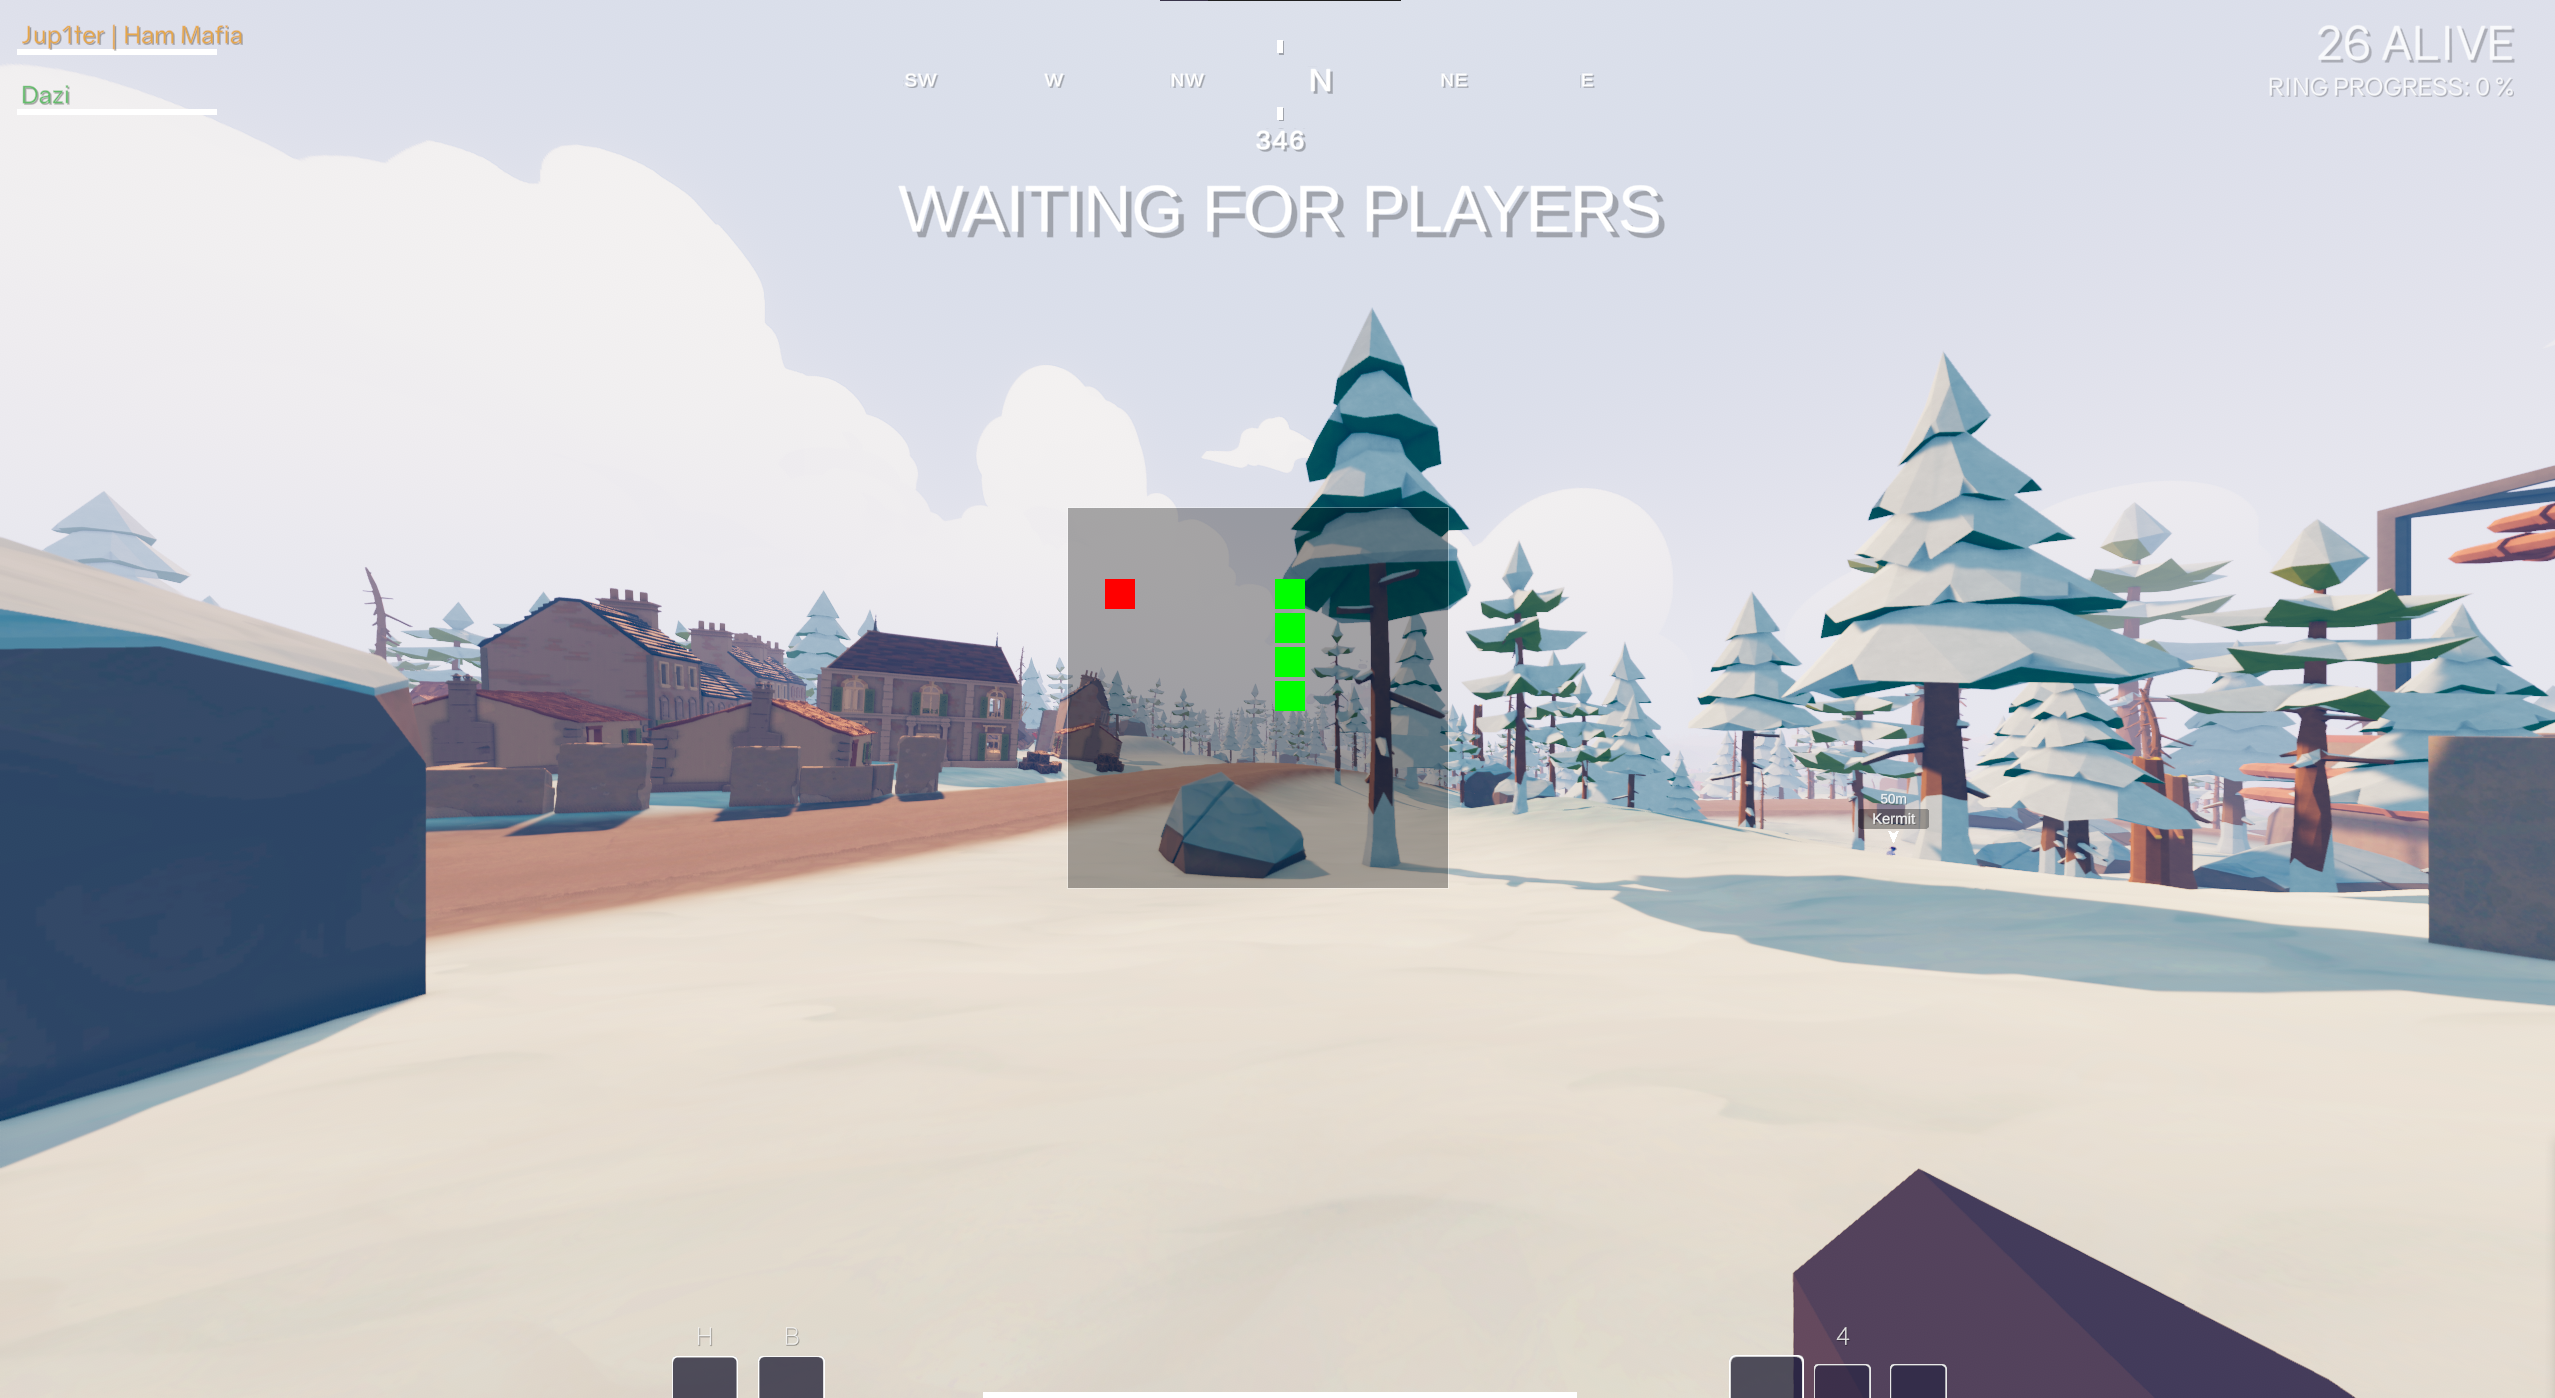 Jup1ter | Ham Mafia
Dazi
SW W NW N NE E
346
26 ALIVE
RING PROGRESS: 0 %
WAITING FOR PLAYERS
50m
Kermit
H B
4